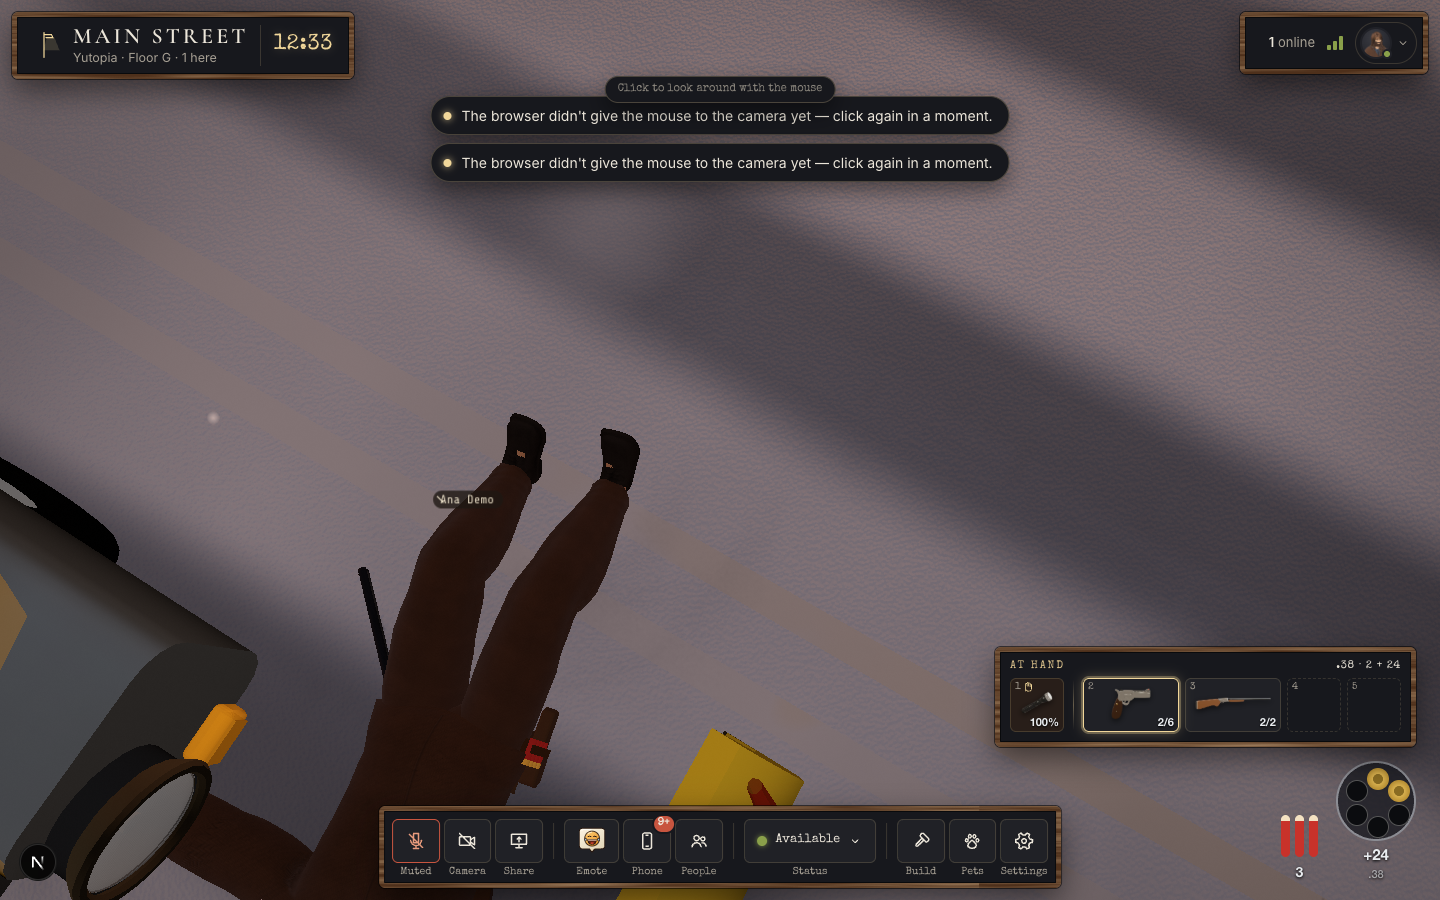 MAIN STREET
Yutopia · Floor G · 1 here
12:33
1 online
Click to look around with the mouse
The browser didn't give the mouse to the camera yet — click again in a moment.
The browser didn't give the mouse to the camera yet — click again in a moment.
Ana Demo
AT HAND
.38 · 2 + 24
1
100%
2
2/6
3
2/2
4
5
3
+24
.38
N
9+
Available
Muted
Camera
Share
Emote
Phone
People
Status
Build
Pets
Settings